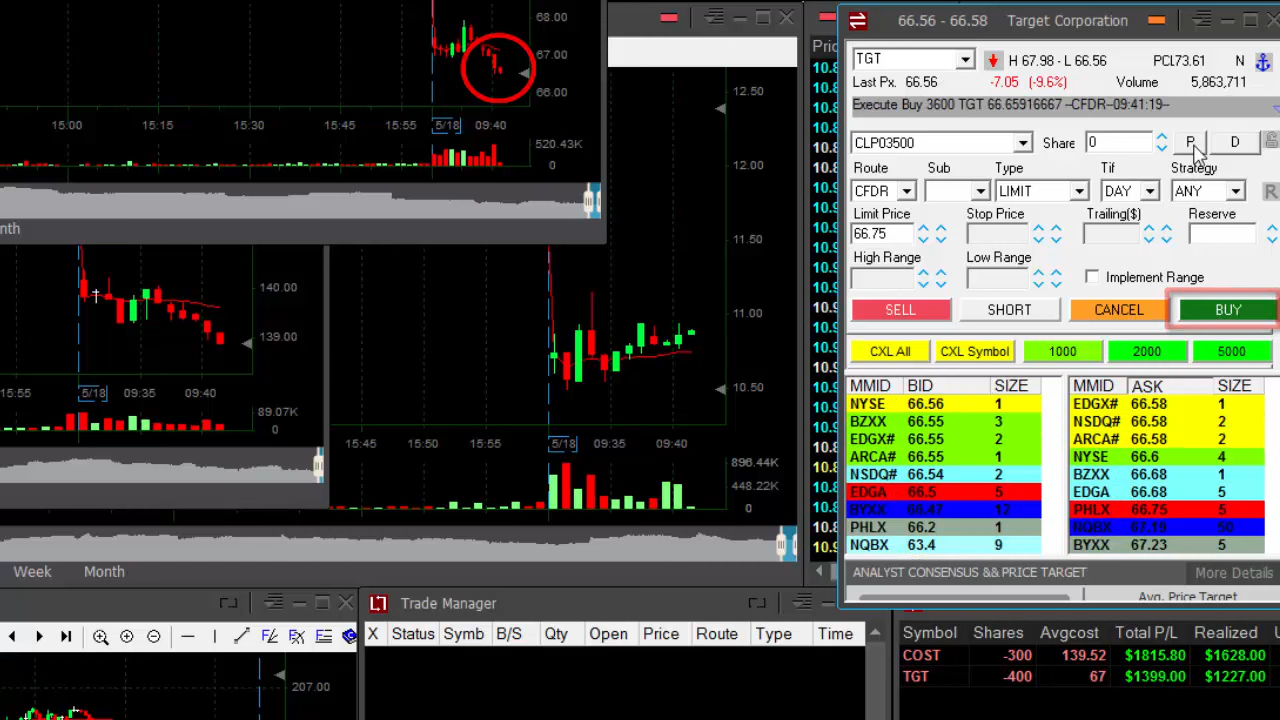 68.00
67.00
66.00
15:00 15:15 15:30 15:45 15:55 5/18 09:40
520.43K
0
nth
140.00
139.00
15:55 5/18 09:35 09:40
89.07K
0
12.50
12.00
11.50
11.00
10.50
15:45 15:50 15:55 5/18 09:35 09:40
896.44K
448.22K
0
Week Month
207.00
66.56 - 66.58 Target Corporation
TGT H 67.98 - L 66.56 PCL73.61 N
Last Px. 66.56 -7.05 (-9.6%) Volume 5,863,711
Execute Buy 3600 TGT 66.65916667 --CFDR--09:41:19--
CLP03500 Share 0 P D
Route Sub Type Tif Strategy
CFDR LIMIT DAY ANY R
Limit Price Stop Price Trailing($) Reserve
66.75
High Range Low Range
Implement Range
SELL SHORT CANCEL BUY
CXL All CXL Symbol 1000 2000 5000
MMID BID SIZE MMID ASK SIZE
NYSE 66.56 1 EDGX# 66.58 1
BZXX 66.55 3 NSDQ# 66.58 2
EDGX# 66.55 2 ARCA# 66.58 2
ARCA# 66.55 1 NYSE 66.6 4
NSDQ# 66.54 2 BZXX 66.68 1
EDGA 66.5 5 EDGA 66.68 5
BYXX 66.47 12 PHLX 66.75 5
PHLX 66.2 1 NQBX 67.19 50
NQBX 63.4 9 BYXX 67.23 5
ANALYST CONSENSUS && PRICE TARGET More Details
Avg. Price Target
Trade Manager
X Status Symb B/S Qty Open Price Route Type Time
Symbol Shares Avgcost Total P/L Realized
COST -300 139.52 $1815.80 $1628.00
TGT -400 67 $1399.00 $1227.00